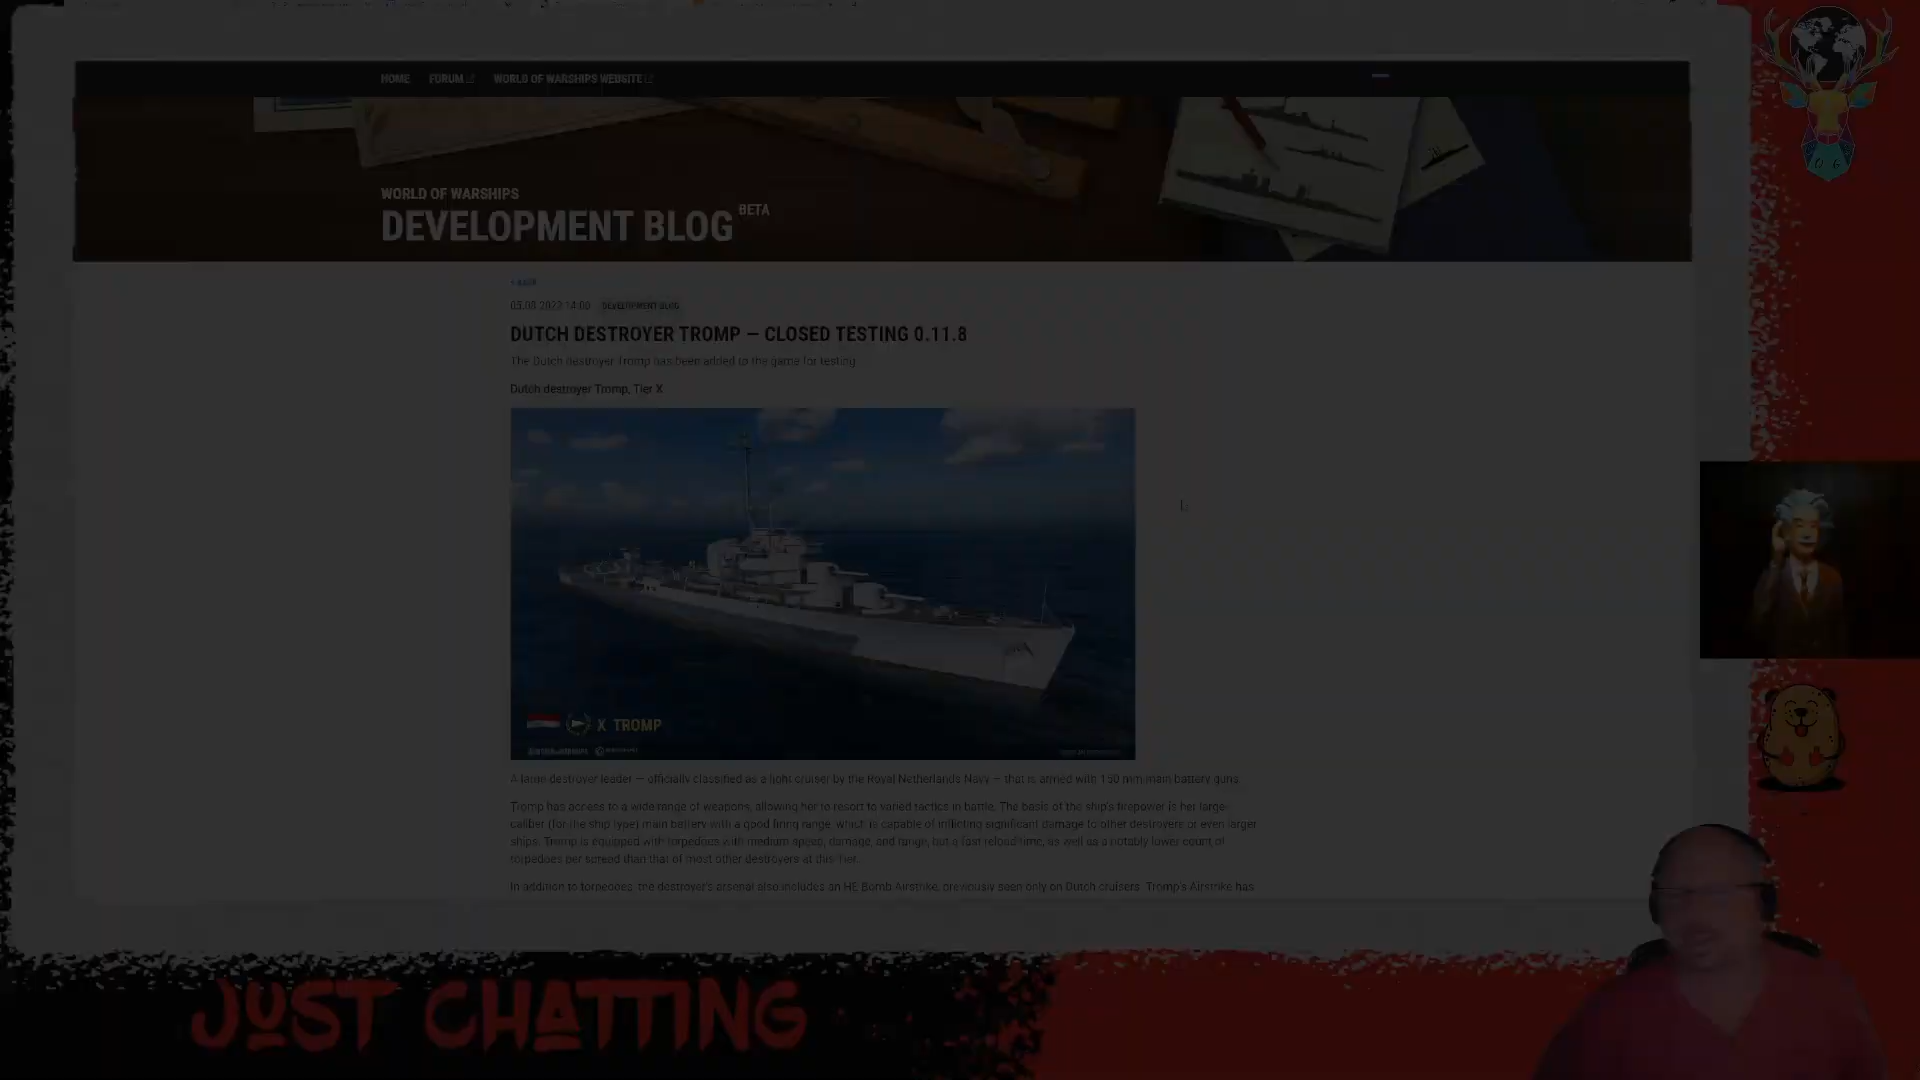 HOME FORUM WORLD OF WARSHIPS WEBSITE
WORLD OF WARSHIPS
DEVELOPMENT BLOG BETA
DEVELOPMENT BLOG
DUTCH DESTROYER TROMP — CLOSED TESTING 0.11.8
The Dutch destroyer Tromp has been added to the game for testing.
Dutch destroyer Tromp, Tier X
X TROMP
A large destroyer leader — officially classified as a light cruiser by the Royal Netherlands Navy — that is armed with 150 mm main battery guns.
Tromp has access to a wide range of weapons, allowing her to resort to varied tactics in battle. The basis of the ship's firepower is her large-
caliber (for the ship type) main battery with a good firing range, which is capable of inflicting significant damage to other destroyers or even larger
ships. Tromp is equipped with torpedoes with medium speed, damage, and range, but a fast reload time, as well as a notably lower count of
torpedoes per spread than that of most other destroyers at this Tier.
In addition to torpedoes, the destroyer's arsenal also includes an HE Bomb Airstrike, previously seen only on Dutch cruisers. Tromp's Airstrike has
JUST CHATTING